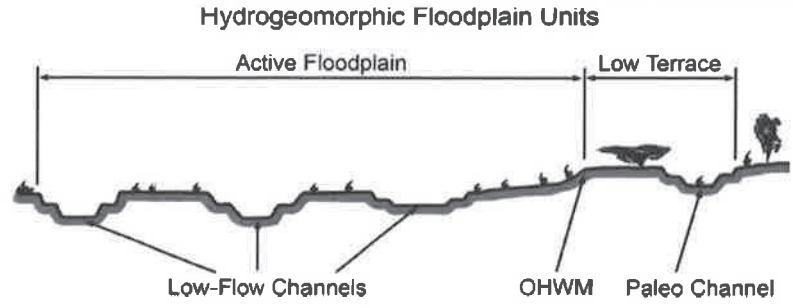 Hydrogeomorphic Floodplain Units
Active Floodplain
Low Terrace
Low-Flow Channels
OHWM
Paleo Channel